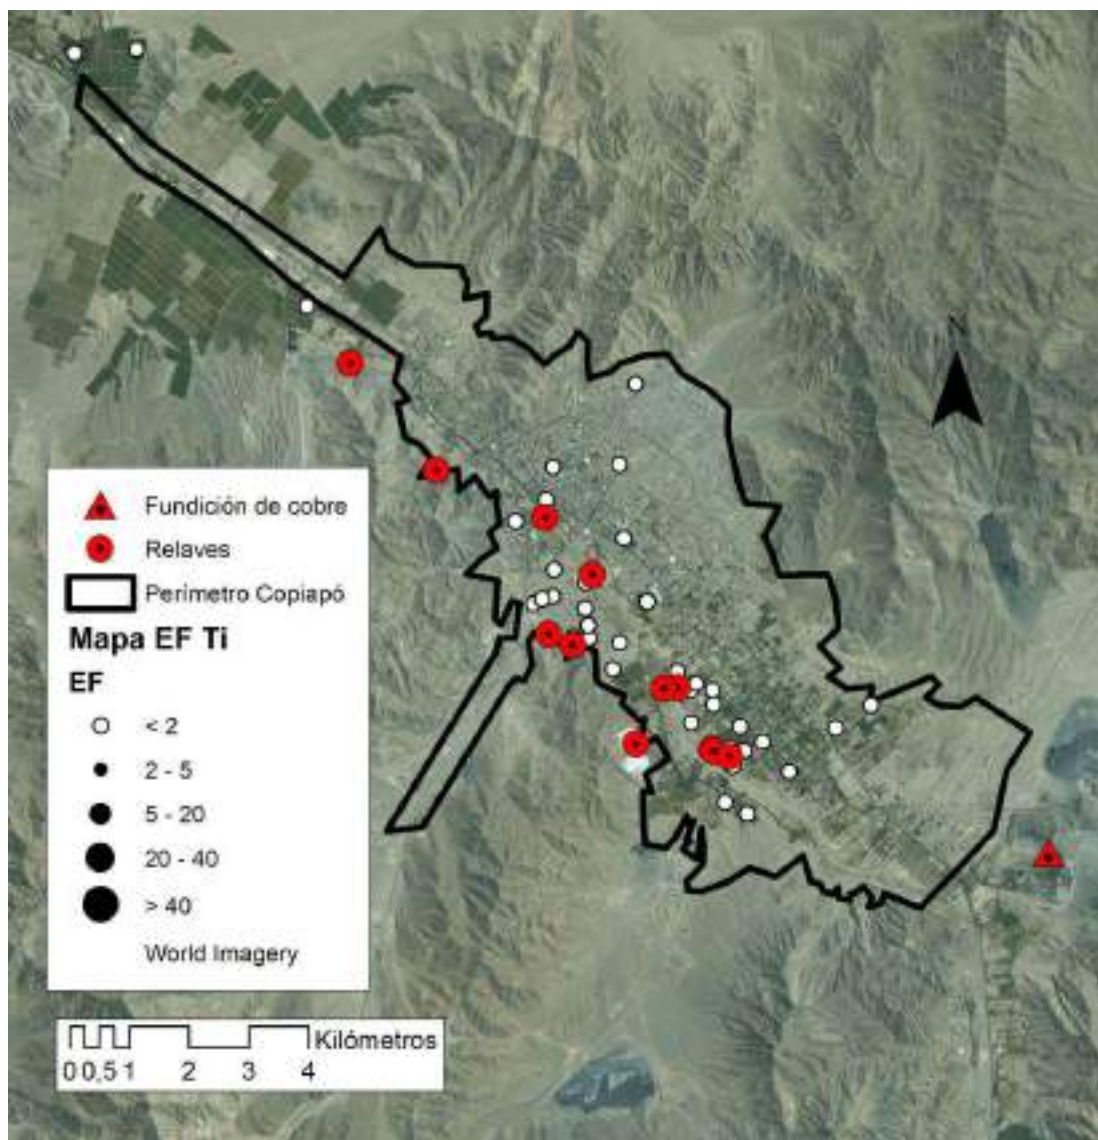 N
Fundición de cobre
Relaves
Perímetro Copiapó
Mapa EF Ti
EF
< 2
2 - 5
5 - 20
20 - 40
> 40
World Imagery
Kilómetros
0 0,5 1 2 3 4